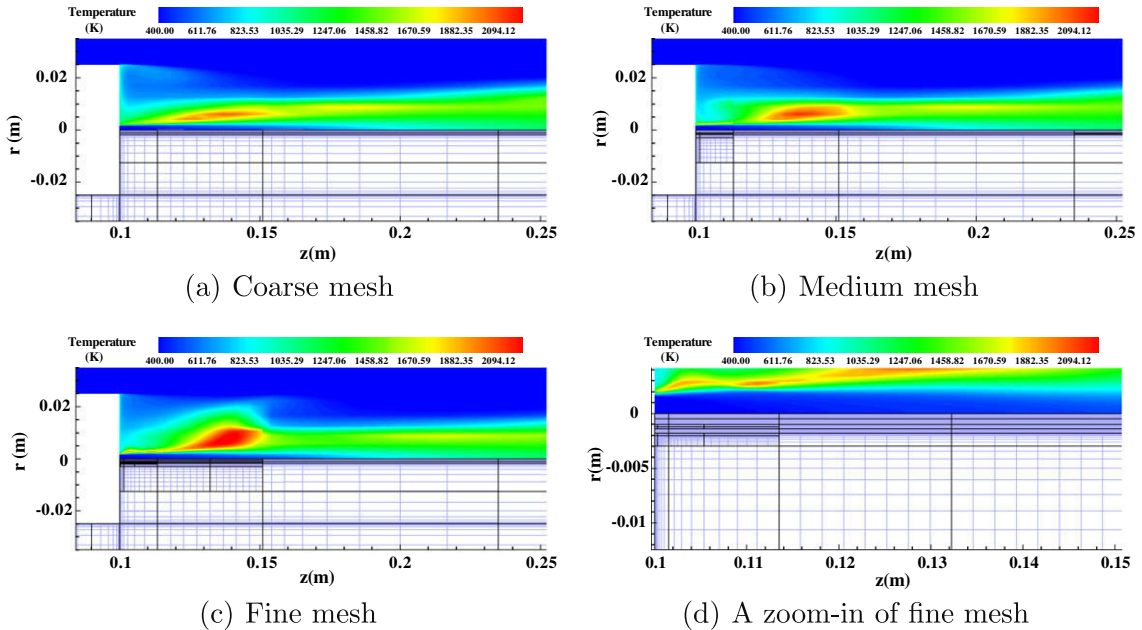 Temperature
(K)
400.00 611.76 823.53 1035.29 1247.06 1458.82 1670.59 1882.35 2094.12
0.02
0
-0.02
r (m)
0.1 0.15 0.2 0.25
z(m)
(a) Coarse mesh
Temperature
(K)
400.00 611.76 823.53 1035.29 1247.06 1458.82 1670.59 1882.35 2094.12
0.02
0
-0.02
r (m)
0.1 0.15 0.2 0.25
z(m)
(b) Medium mesh
Temperature
(K)
400.00 611.76 823.53 1035.29 1247.06 1458.82 1670.59 1882.35 2094.12
0.02
0
-0.02
r (m)
0.1 0.15 0.2 0.25
z(m)
(c) Fine mesh
Temperature
(K)
400.00 611.76 823.53 1035.29 1247.06 1458.82 1670.59 1882.35 2094.12
0
-0.005
-0.01
r(m)
0.1 0.11 0.12 0.13 0.14 0.15
z(m)
(d) A zoom-in of fine mesh